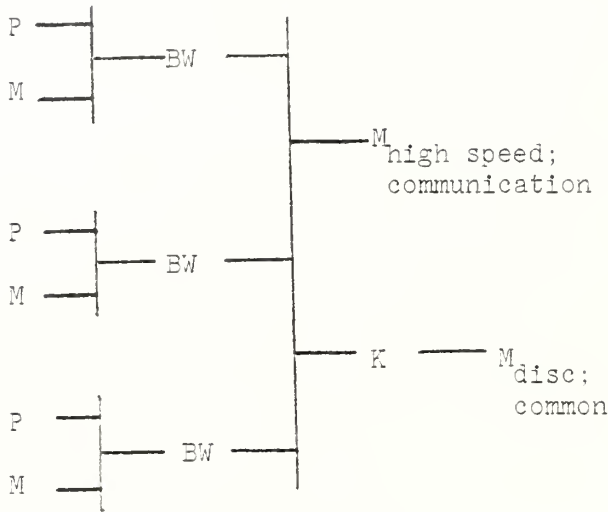 P
BW
M
M high speed;
communication
P
BW
M
K M disc;
common
P
BW
M